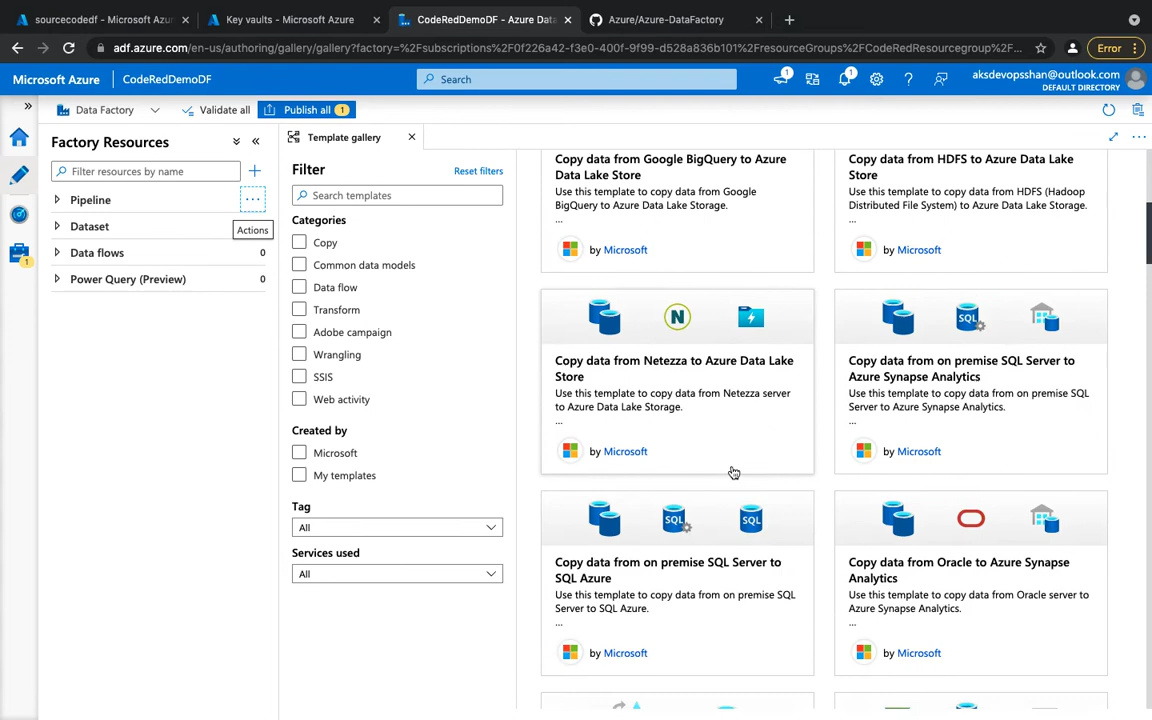 sourcecodedf - Microsoft Azur
Key vaults - Microsoft Azure
CodeRedDemoDF - Azure Data
Azure/Azure-DataFactory
adf.azure.com/en-us/authoring/gallery/gallery?factory=%2Fsubscriptions%2F0f226a42-f3e0-400f-9f99-d528a836b101%2FresourceGroups%2FCodeRedResourcegroup%2F...
Error
Microsoft Azure
CodeRedDemoDF
Search
1
1
aksdevopsshan@outlook.com
DEFAULT DIRECTORY
Data Factory
Validate all
Publish all 1
Factory Resources
Filter resources by name
Pipeline
Dataset
Actions
Data flows 0
Power Query (Preview) 0
1
Template gallery
Filter
Reset filters
Search templates
Categories
Copy
Common data models
Data flow
Transform
Adobe campaign
Wrangling
SSIS
Web activity
Created by
Microsoft
My templates
Tag
All
Services used
All
Copy data from Google BigQuery to Azure
Data Lake Store
Use this template to copy data from Google
BigQuery to Azure Data Lake Storage.
...
by Microsoft
Copy data from HDFS to Azure Data Lake
Store
Use this template to copy data from HDFS (Hadoop
Distributed File System) to Azure Data Lake Storage.
...
by Microsoft
N
Copy data from Netezza to Azure Data Lake
Store
Use this template to copy data from Netezza server
to Azure Data Lake Storage.
...
by Microsoft
SQL
Copy data from on premise SQL Server to
Azure Synapse Analytics
Use this template to copy data from on premise SQL
Server to Azure Synapse Analytics.
...
by Microsoft
SQL
SQL
Copy data from on premise SQL Server to
SQL Azure
Use this template to copy data from on premise SQL
Server to SQL Azure.
...
by Microsoft
Copy data from Oracle to Azure Synapse
Analytics
Use this template to copy data from Oracle server to
Azure Synapse Analytics.
...
by Microsoft